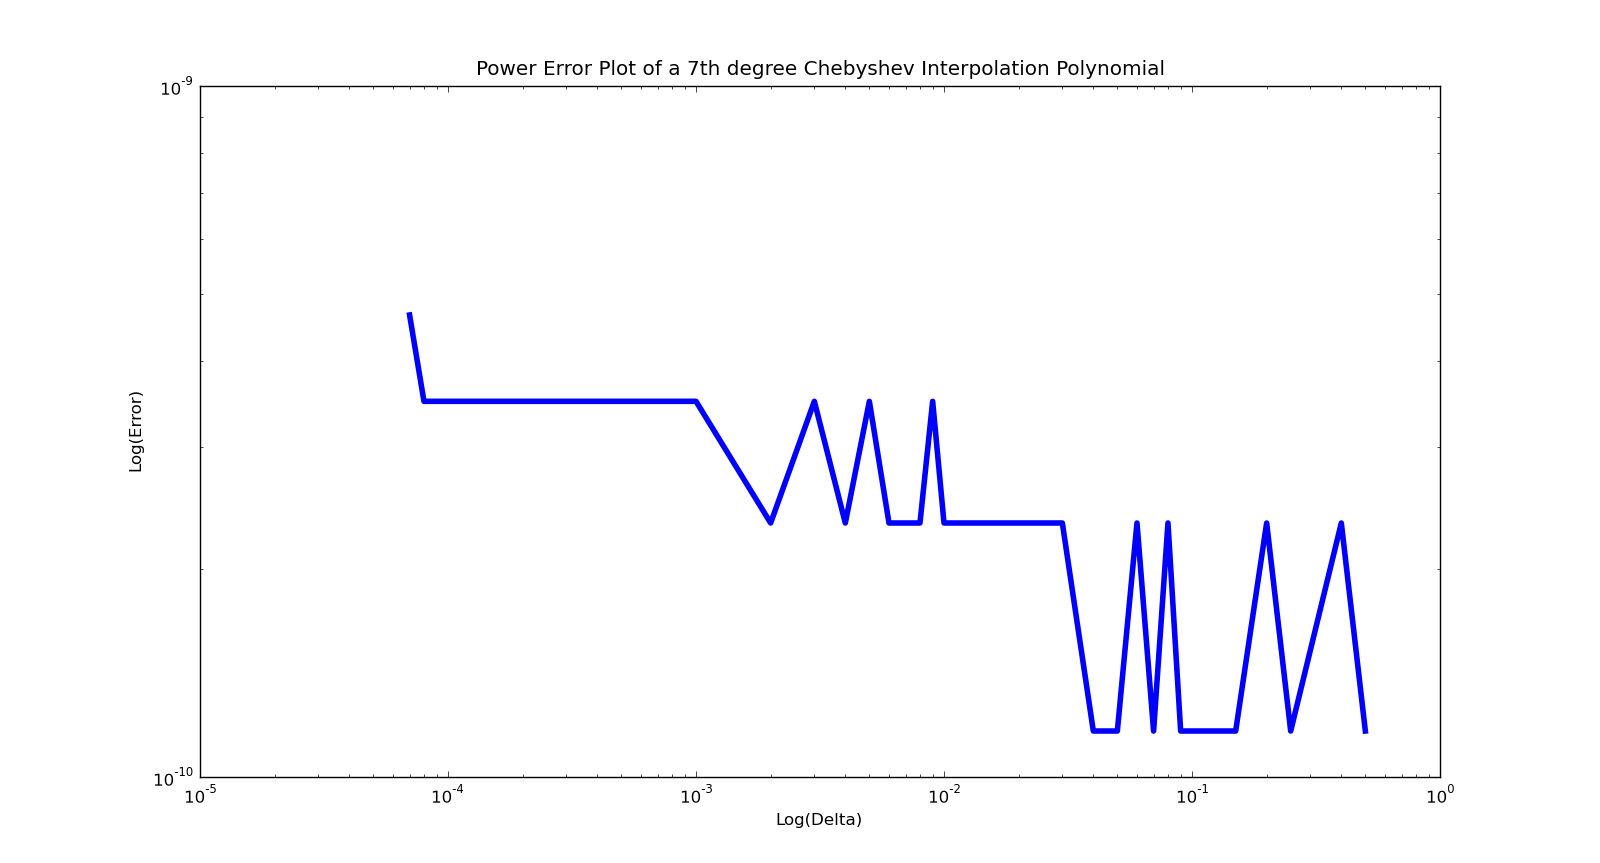 Power Error Plot of a 7th degree Chebyshev Interpolation Polynomial
10^-9
Log(Error)
10^-10
10^-5 10^-4 10^-3 10^-2 10^-1 10^0
Log(Delta)